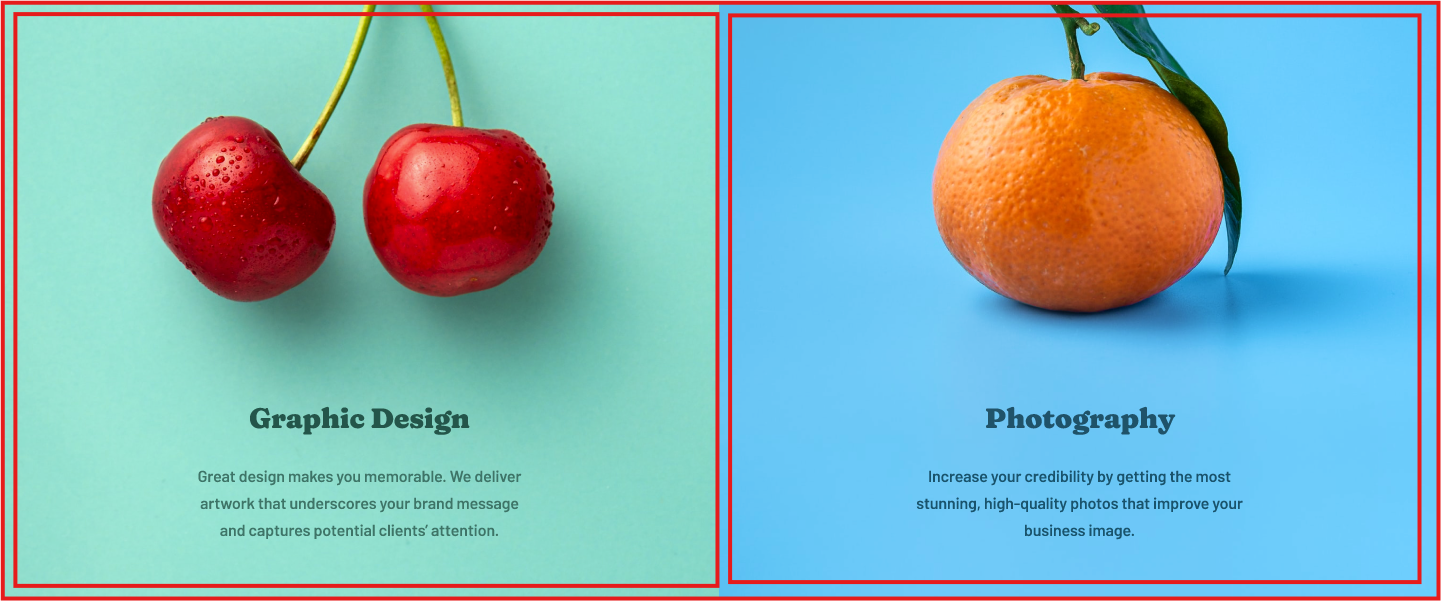 Graphic Design
Great design makes you memorable. We deliver
artwork that underscores your brand message
and captures potential clients’ attention.
Photography
Increase your credibility by getting the most
stunning, high-quality photos that improve your
business image.